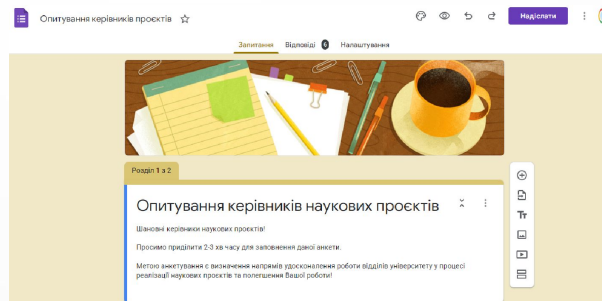 Опитування керівників проєктів
Надіслати
Запитання Відповіді 6 Налаштування
Розділ 1 з 2
Опитування керівників наукових проєктів
Шановні керівники наукових проєктів!
Просимо приділити 2-3 хв часу для заповнення даної анкети.
Метою анкетування є визначення напрямів удосконалення роботи відділів університету у процесі
реалізації наукових проєктів та полегшення Вашої роботи!
Тт